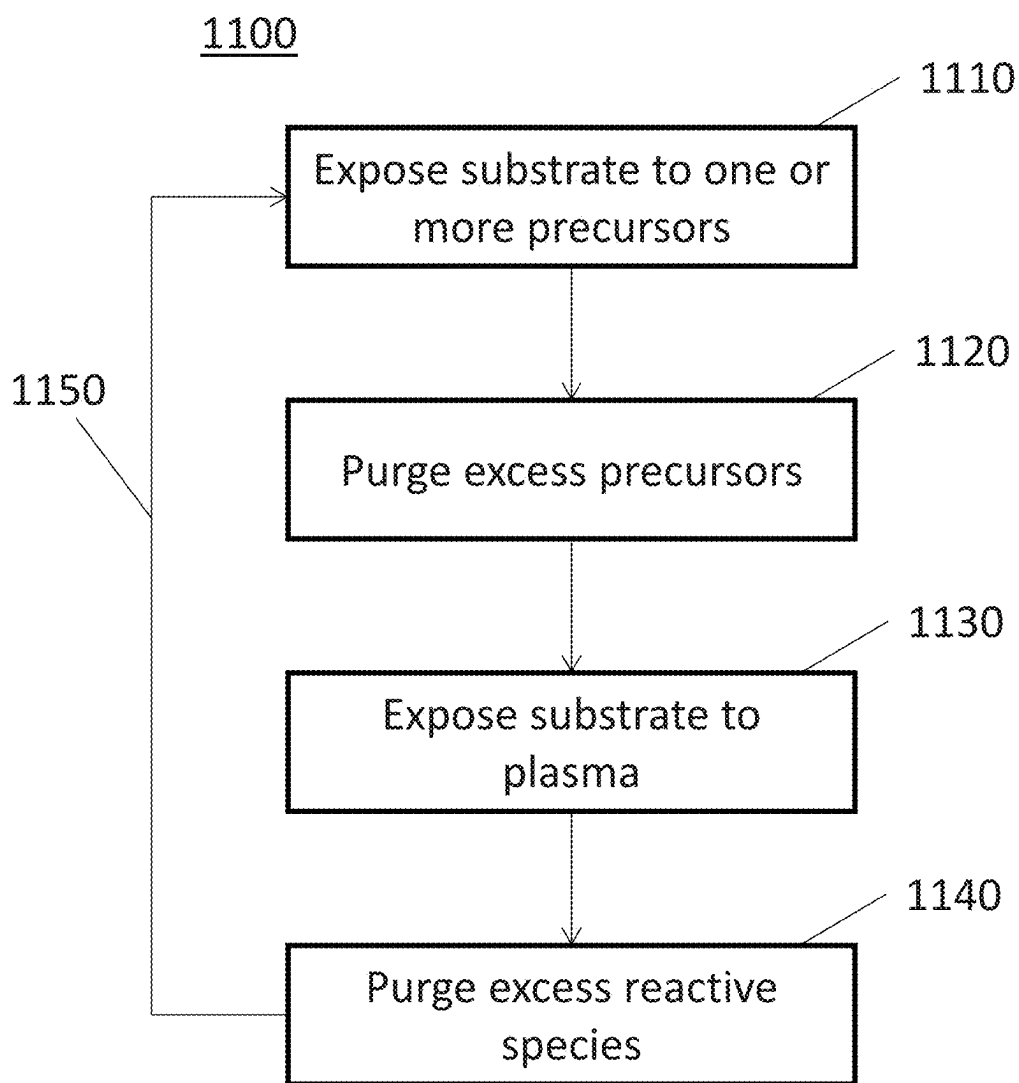 1100
1110
Expose substrate to one or
more precursors
1120
Purge excess precursors
1150
1130
Expose substrate to
plasma
1140
Purge excess reactive
species